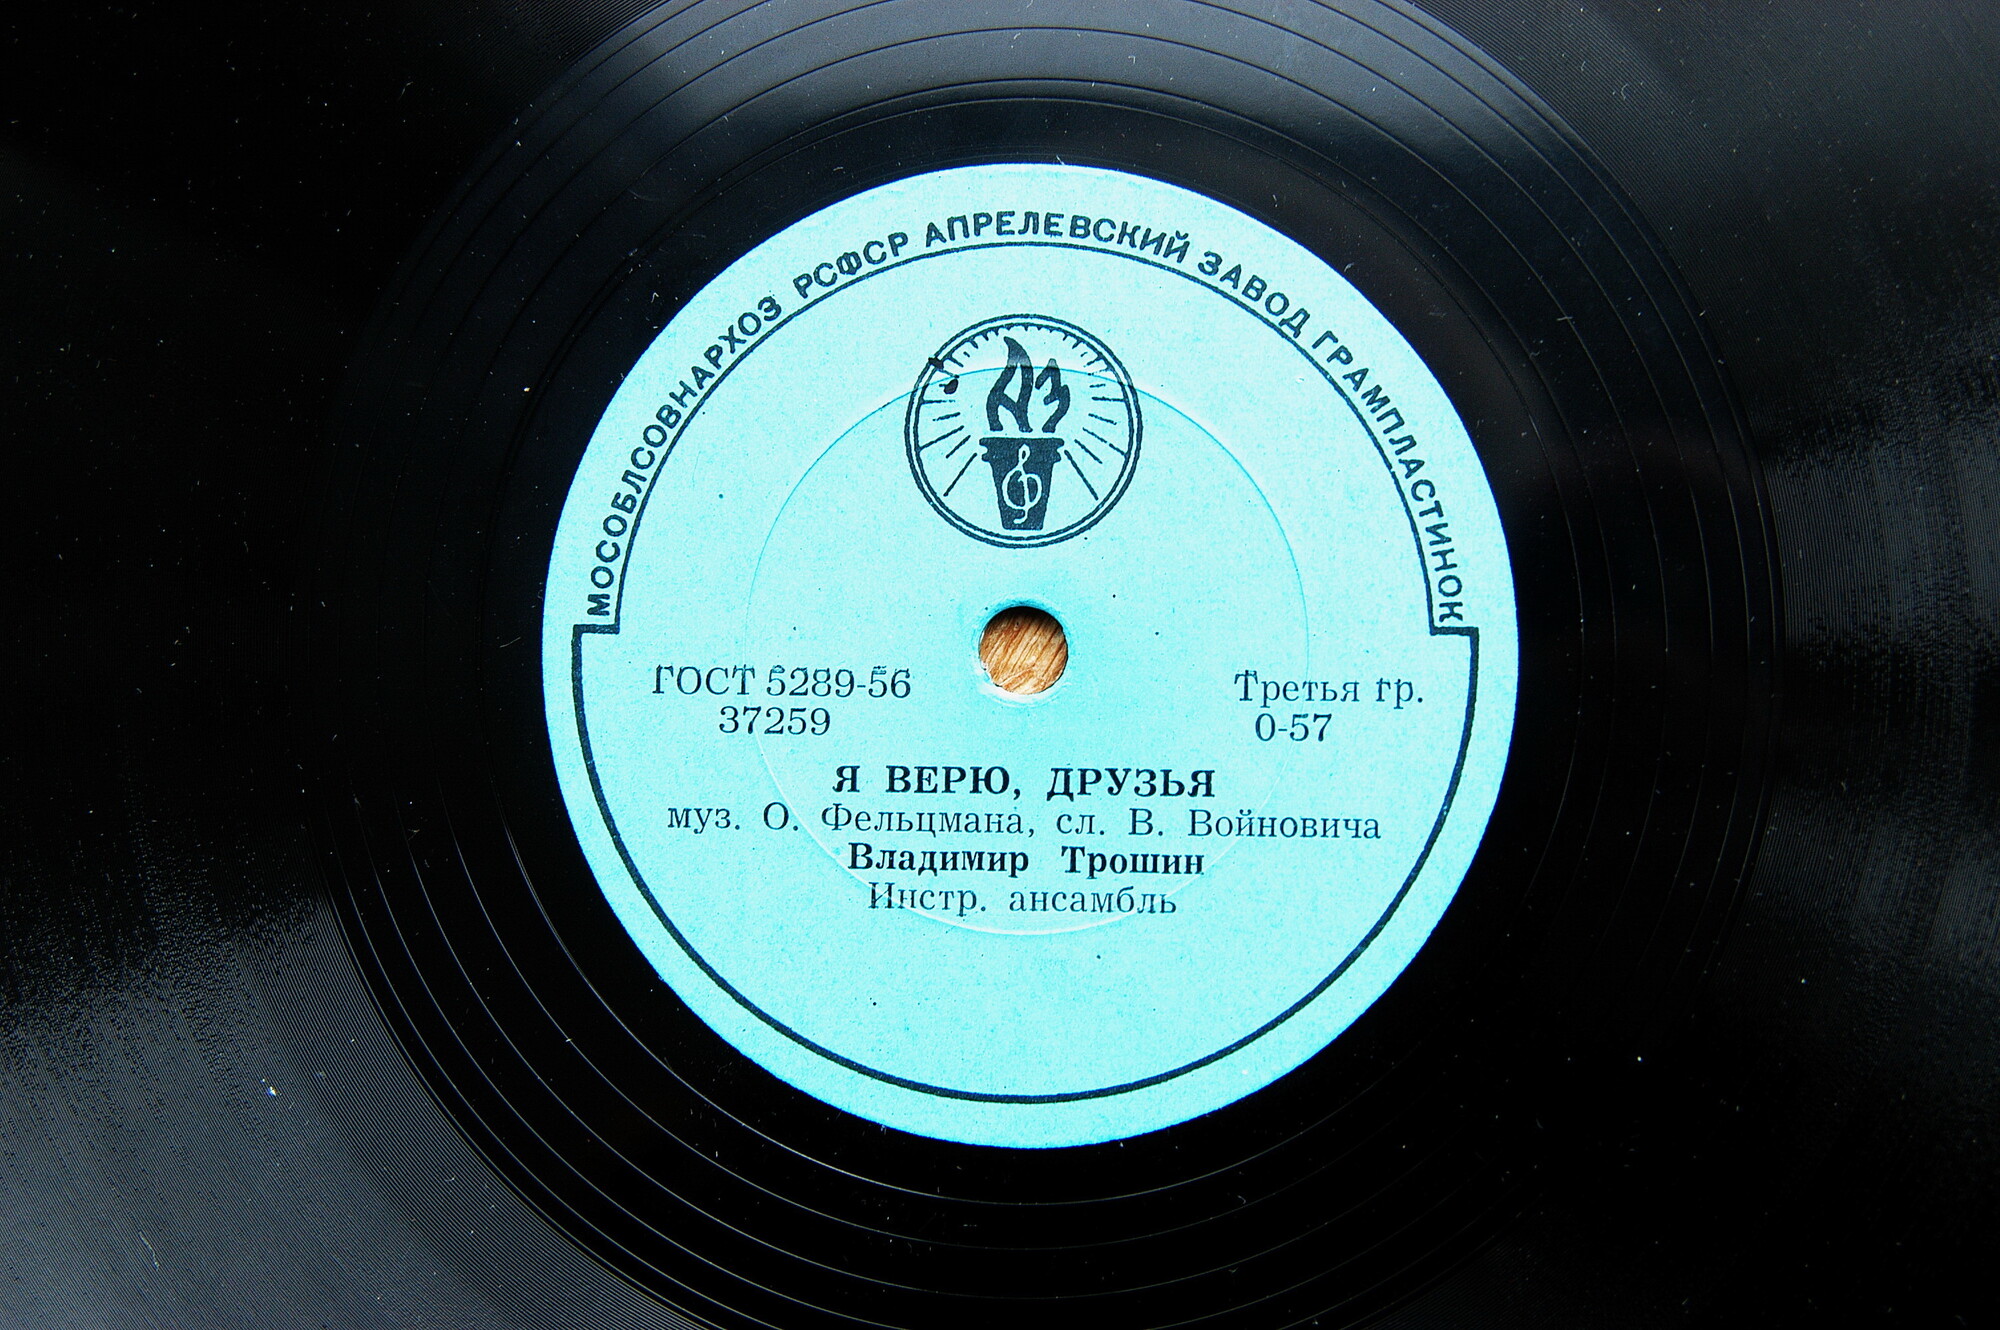 МОСОБЛСОВНАРХОЗ РСФСР АПРЕЛЕВСКИЙ ЗАВОД ГРАМПЛАСТИНОК
АЗ
ГОСТ 5289-56
37259
Третья гр.
0-57
Я ВЕРЮ, ДРУЗЬЯ
муз. О. Фельцмана, сл. В. Войновича
Владимир Трошин
Инстр. ансамбль